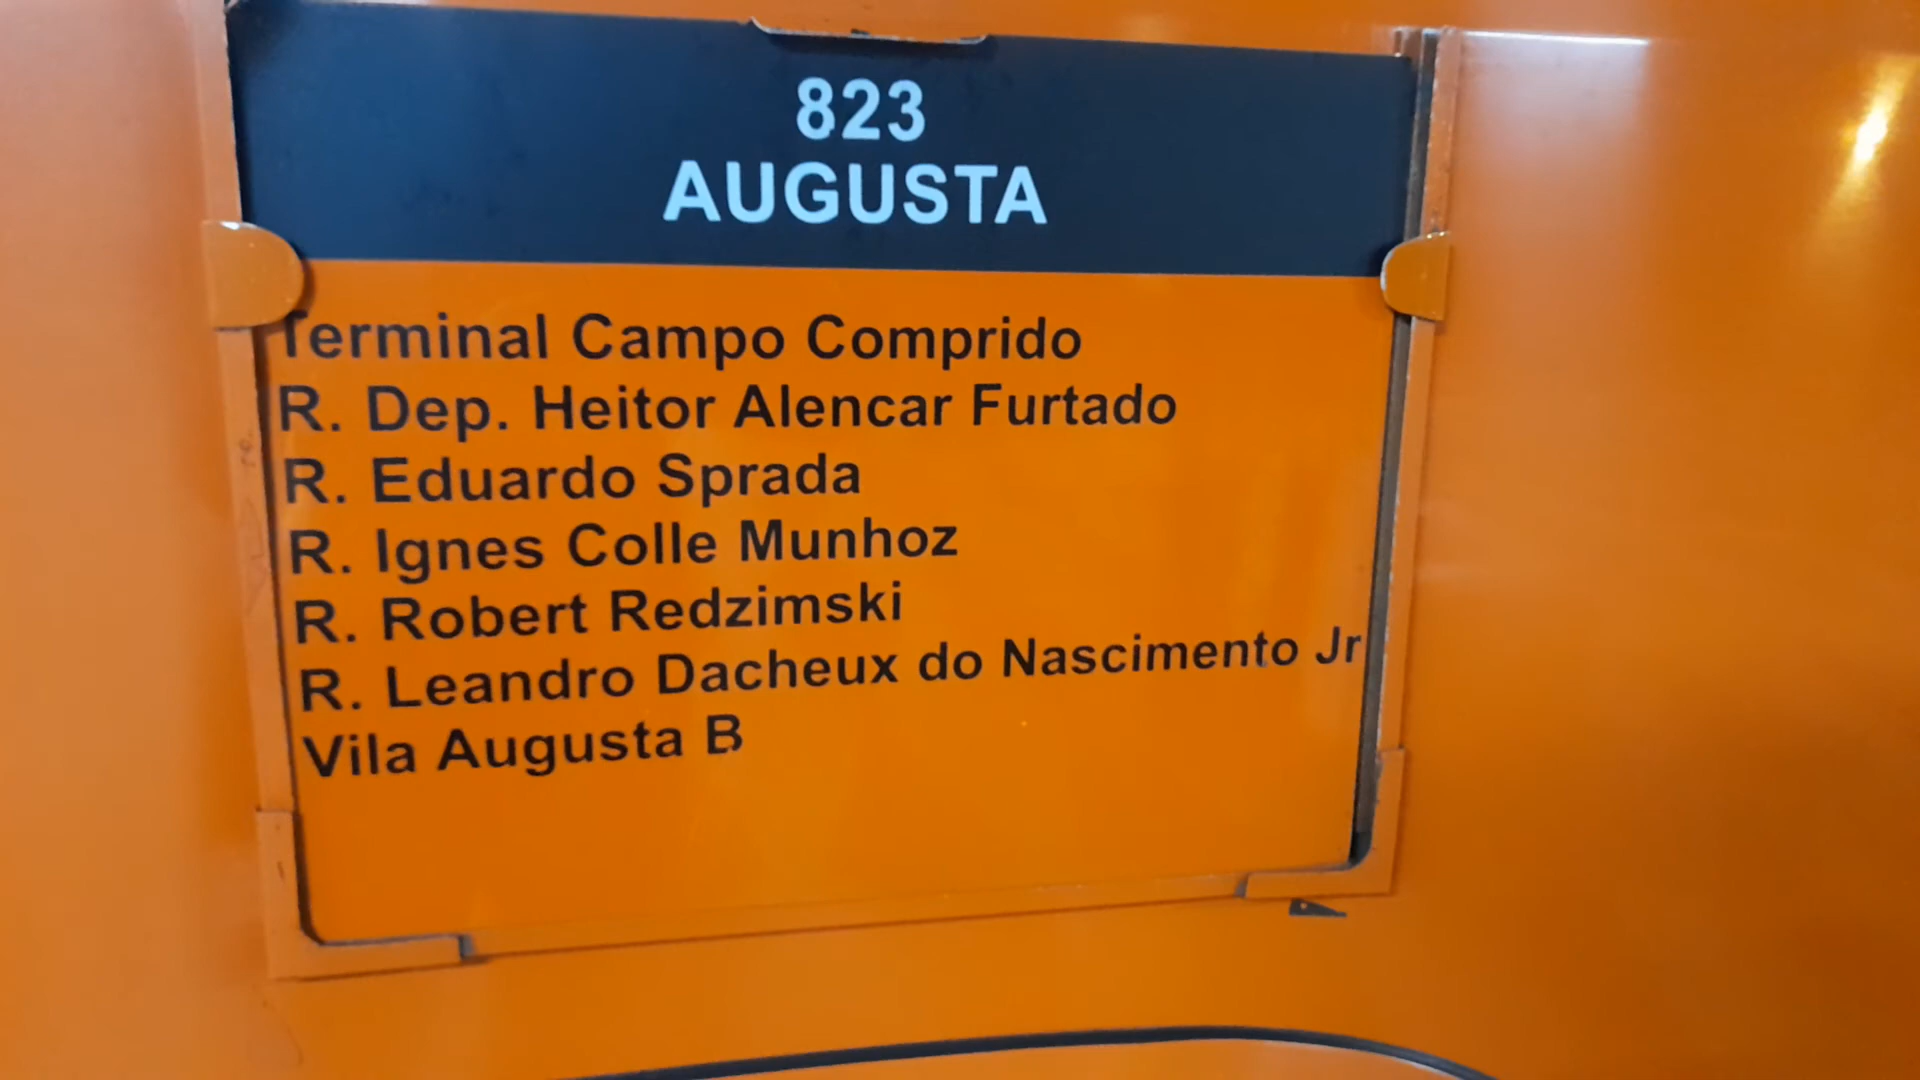 823
AUGUSTA
Terminal Campo Comprido
R. Dep. Heitor Alencar Furtado
R. Eduardo Sprada
R. Ignes Colle Munhoz
R. Robert Redzimski
R. Leandro Dacheux do Nascimento Jr
Vila Augusta B